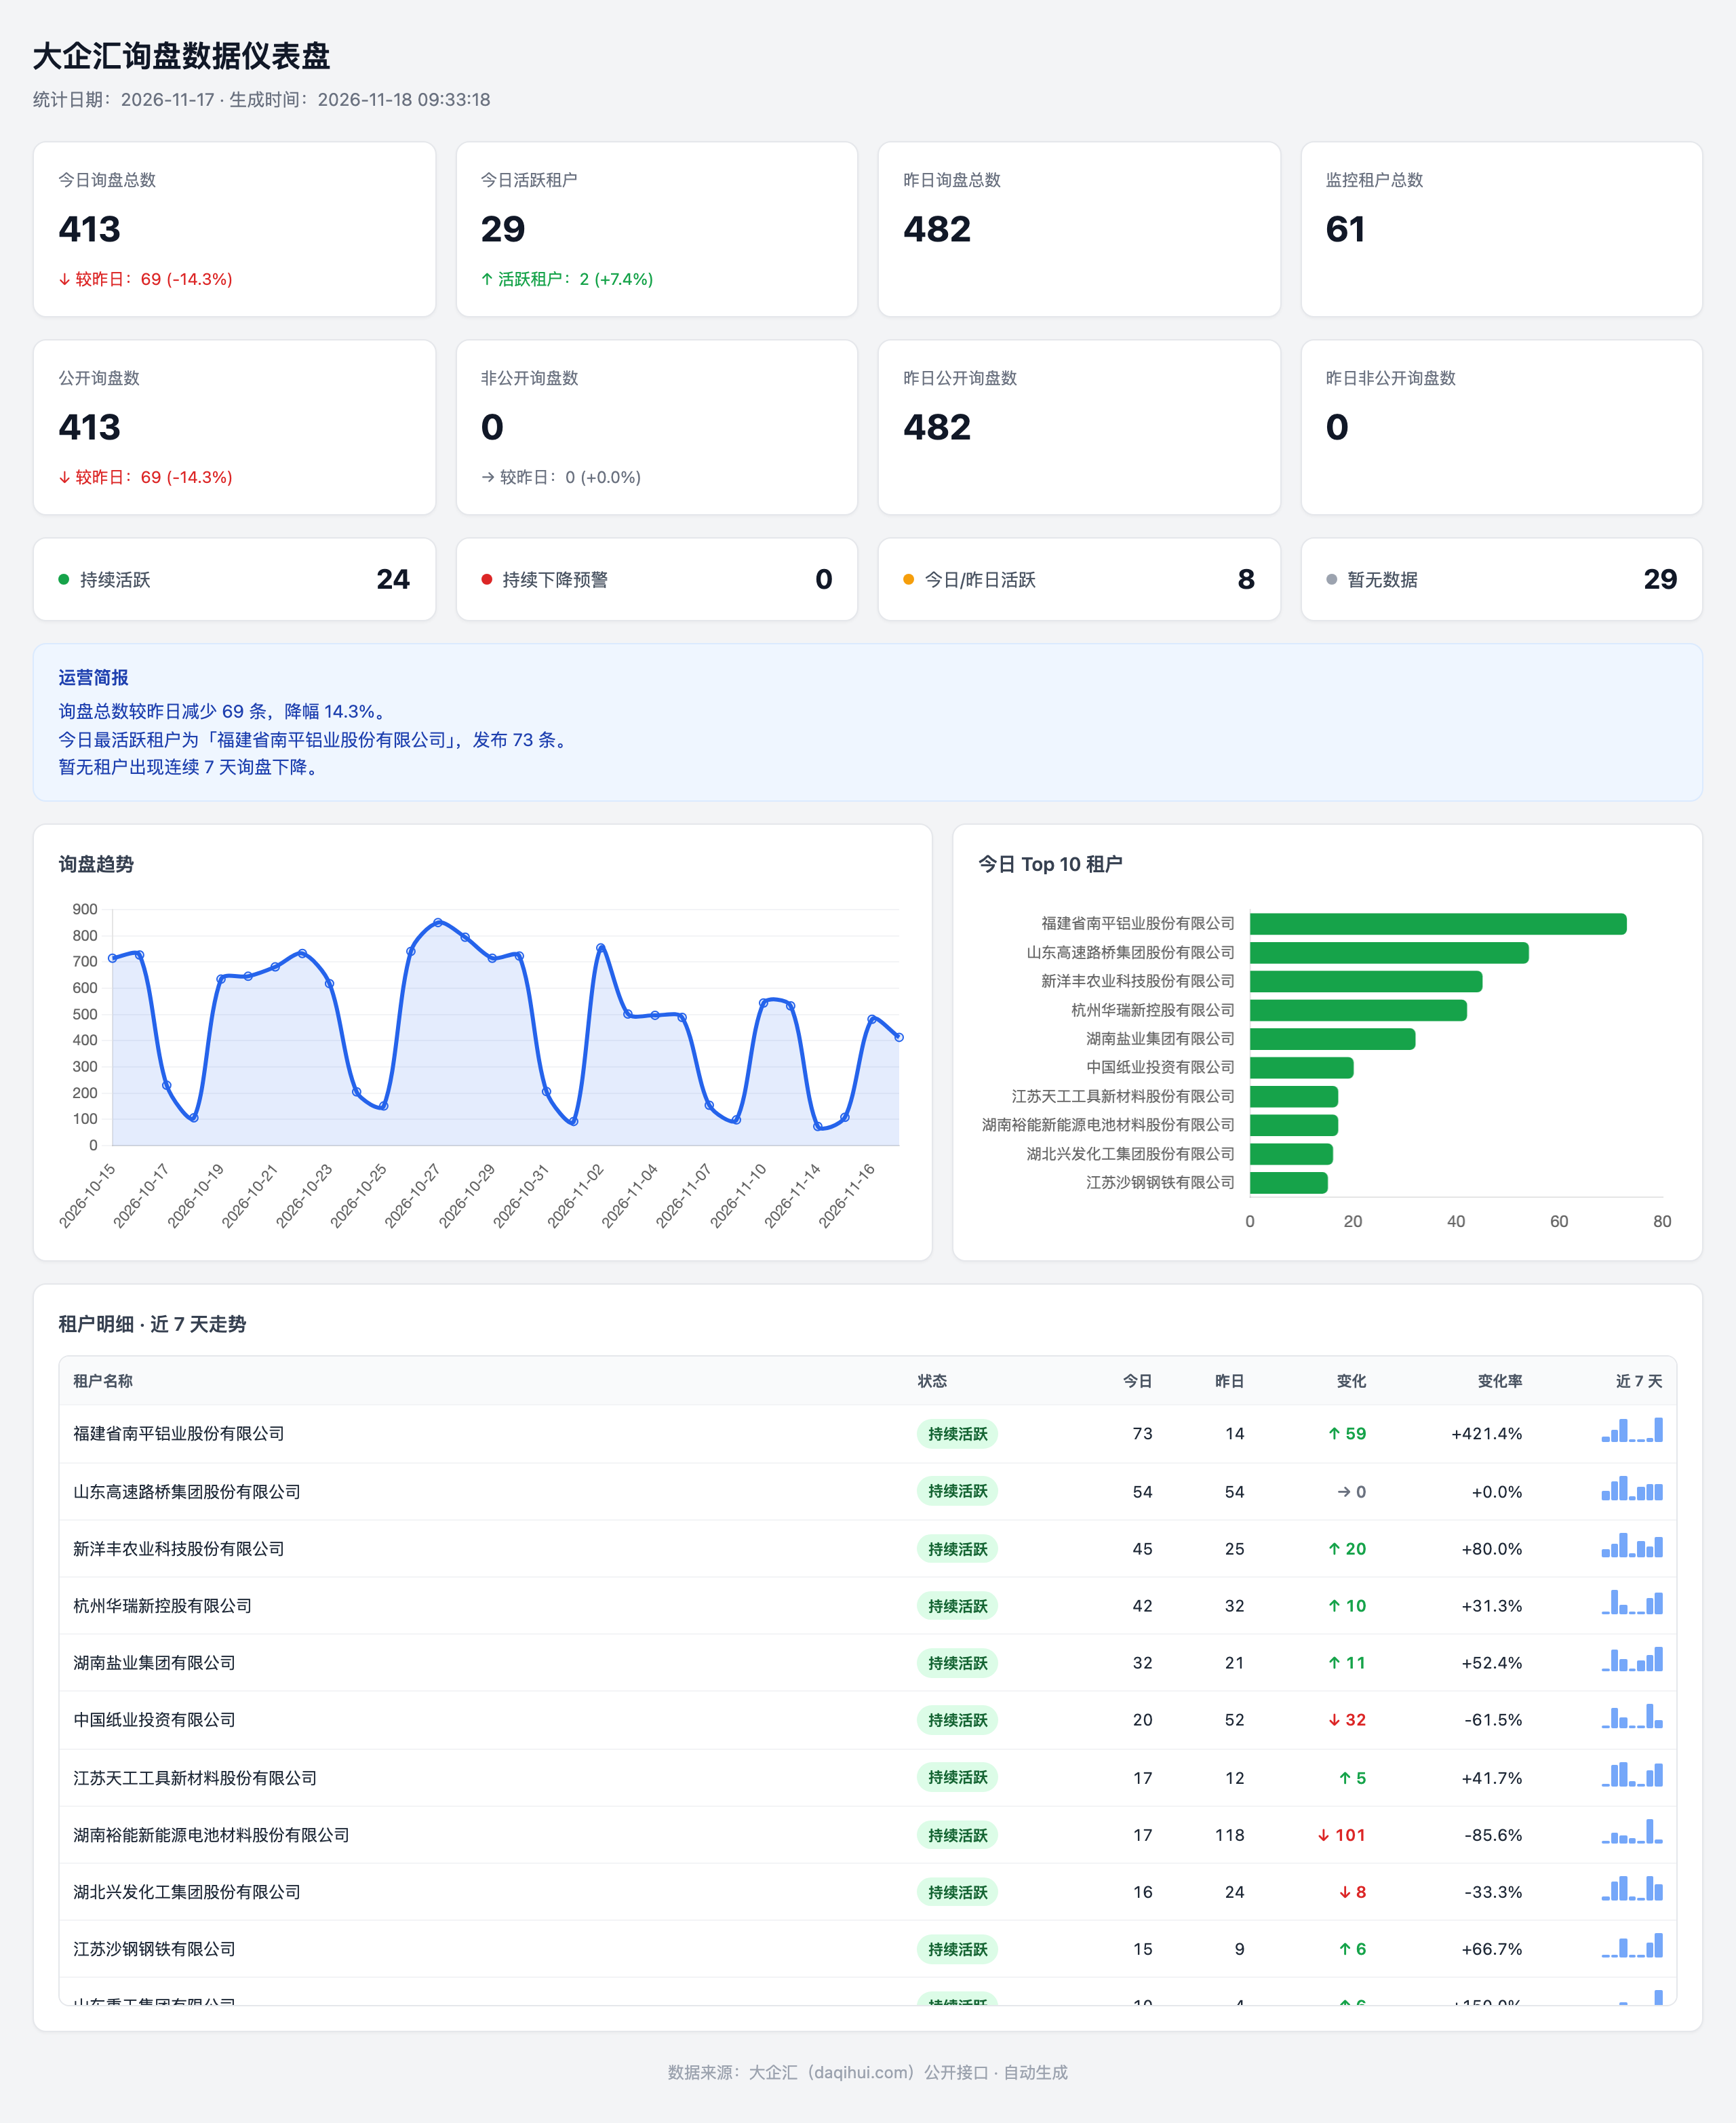 大企汇询盘数据仪表盘
统计日期：2026-11-17 · 生成时间：2026-11-18 09:33:18
今日询盘总数
413
↓ 较昨日：69 (-14.3%)
今日活跃租户
29
↑ 活跃租户：2 (+7.4%)
昨日询盘总数
482
监控租户总数
61
公开询盘数
413
↓ 较昨日：69 (-14.3%)
非公开询盘数
0
→ 较昨日：0 (+0.0%)
昨日公开询盘数
482
昨日非公开询盘数
0
持续活跃 24
持续下降预警 0
今日/昨日活跃 8
暂无数据 29
运营简报
询盘总数较昨日减少 69 条，降幅 14.3%。
今日最活跃租户为「福建省南平铝业股份有限公司」，发布 73 条。
暂无租户出现连续 7 天询盘下降。
询盘趋势
900
800
700
600
500
400
300
200
100
0
2026-10-15
2026-10-17
2026-10-19
2026-10-21
2026-10-23
2026-10-25
2026-10-27
2026-10-29
2026-10-31
2026-11-02
2026-11-04
2026-11-07
2026-11-10
2026-11-14
2026-11-16
今日 Top 10 租户
福建省南平铝业股份有限公司
山东高速路桥集团股份有限公司
新洋丰农业科技股份有限公司
杭州华瑞新控股有限公司
湖南盐业集团有限公司
中国纸业投资有限公司
江苏天工工具新材料股份有限公司
湖南裕能新能源电池材料股份有限公司
湖北兴发化工集团股份有限公司
江苏沙钢钢铁有限公司
0 20 40 60 80
租户明细 · 近 7 天走势
租户名称 状态 今日 昨日 变化 变化率 近 7 天
福建省南平铝业股份有限公司 持续活跃 73 14 ↑ 59 +421.4%
山东高速路桥集团股份有限公司 持续活跃 54 54 → 0 +0.0%
新洋丰农业科技股份有限公司 持续活跃 45 25 ↑ 20 +80.0%
杭州华瑞新控股有限公司 持续活跃 42 32 ↑ 10 +31.3%
湖南盐业集团有限公司 持续活跃 32 21 ↑ 11 +52.4%
中国纸业投资有限公司 持续活跃 20 52 ↓ 32 -61.5%
江苏天工工具新材料股份有限公司 持续活跃 17 12 ↑ 5 +41.7%
湖南裕能新能源电池材料股份有限公司 持续活跃 17 118 ↓ 101 -85.6%
湖北兴发化工集团股份有限公司 持续活跃 16 24 ↓ 8 -33.3%
江苏沙钢钢铁有限公司 持续活跃 15 9 ↑ 6 +66.7%
山东重工集团有限公司 持续活跃 10 4 ↑ 6 +150.0%
数据来源：大企汇（daqihui.com）公开接口 · 自动生成